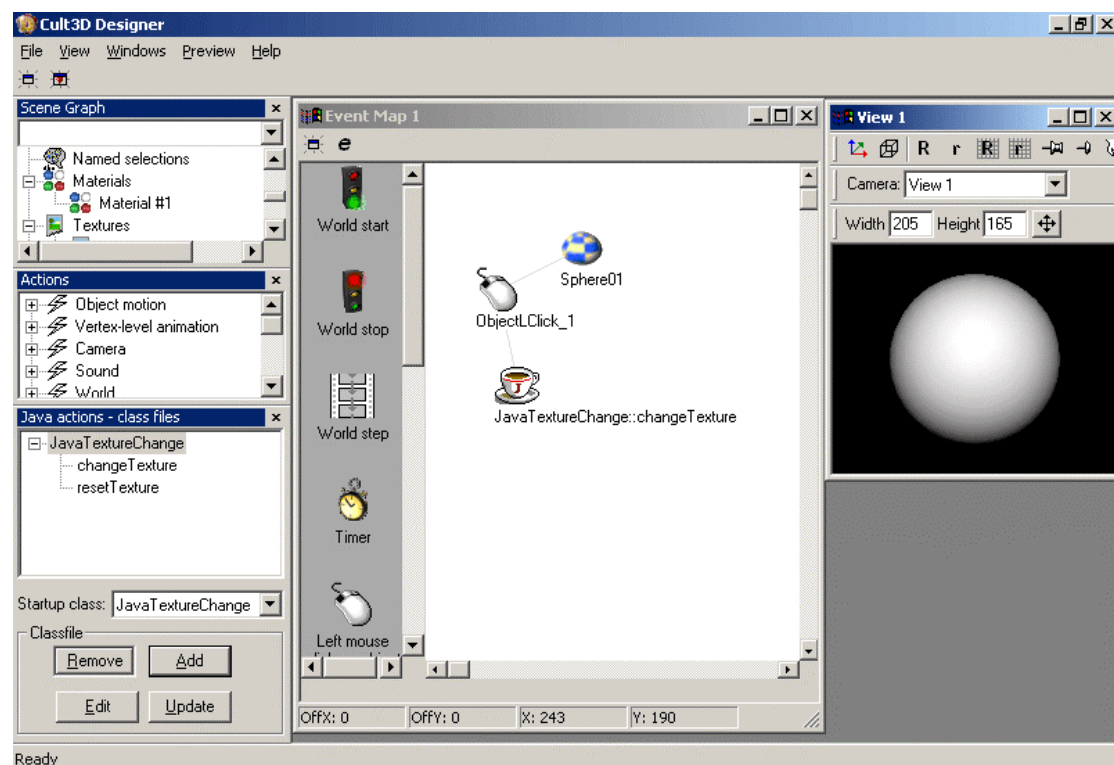 Cult3D Designer
File View Windows Preview Help
Scene Graph
Named selections
Materials
Material #1
Textures
Actions
Object motion
Vertex-level animation
Camera
Sound
World
Java actions - class files
JavaTextureChange
changeTexture
resetTexture
Startup class: JavaTextureChange
Classfile
Remove Add
Edit Update
Event Map 1
e
World start
World stop
World step
Timer
Left mouse
Sphere01
ObjectLClick_1
J
JavaTextureChange::changeTexture
OffX: 0 OffY: 0 X: 243 Y: 190
View 1
R r R r
Camera: View 1
Width 205 Height 165
Ready